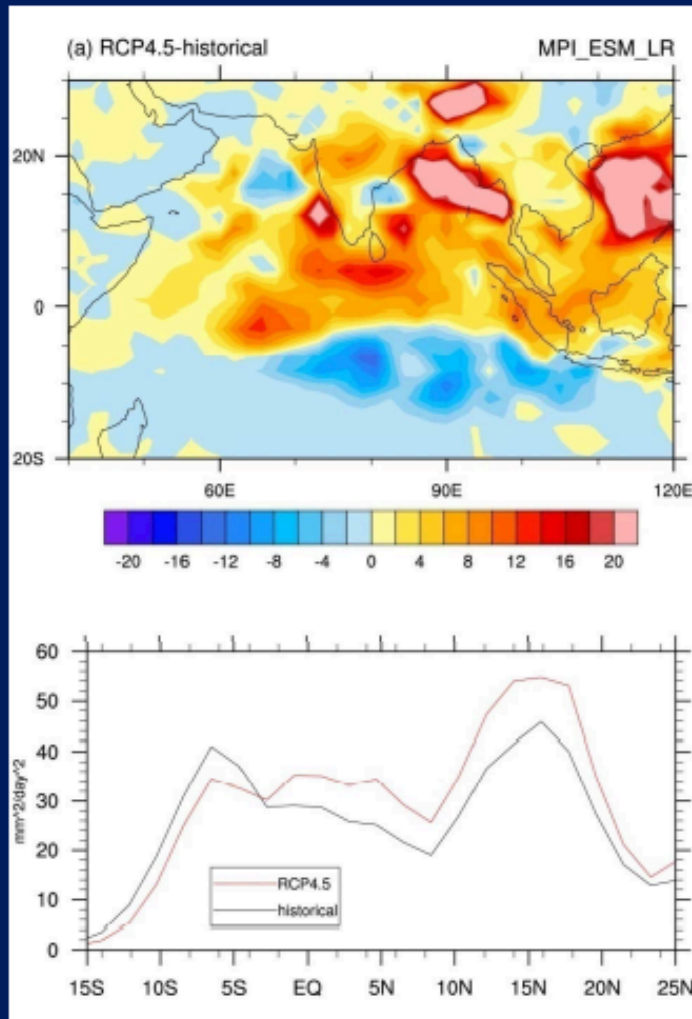 (a) RCP4.5-historical MPI_ESM_LR
20N
0
20S
60E 90E 120E
-20 -16 -12 -8 -4 0 4 8 12 16 20
60
50
40
30
20
10
0
mm^2/day^2
RCP4.5
historical
15S 10S 5S EQ 5N 10N 15N 20N 25N